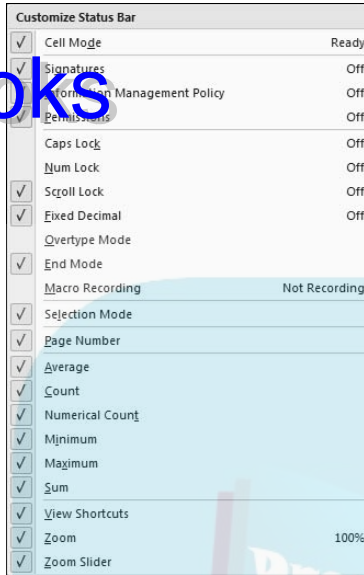 Customize Status Bar
Cell Mode Ready
oks
Signatures Off
Information Management Policy Off
Permissions Off
Caps Lock Off
Num Lock Off
Scroll Lock Off
Fixed Decimal Off
Overtype Mode
End Mode
Macro Recording Not Recording
Selection Mode
Page Number
Average
Count
Numerical Count
Minimum
Maximum
Sum
View Shortcuts
Zoom 100%
Zoom Slider